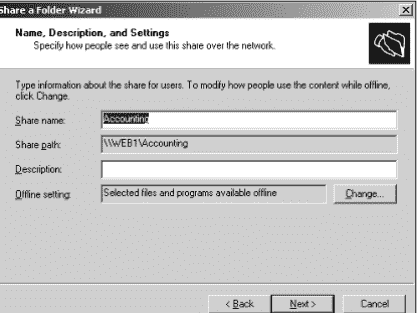 Share a Folder Wizard
Name, Description, and Settings
Specify how people see and use this share over the network.
Type information about the share for users. To modify how people use the content while offline,
click Change.
Share name: Accounting
Share path: \\WEB1\Accounting
Description:
Offline setting: Selected files and programs available offline Change...
< Back Next > Cancel